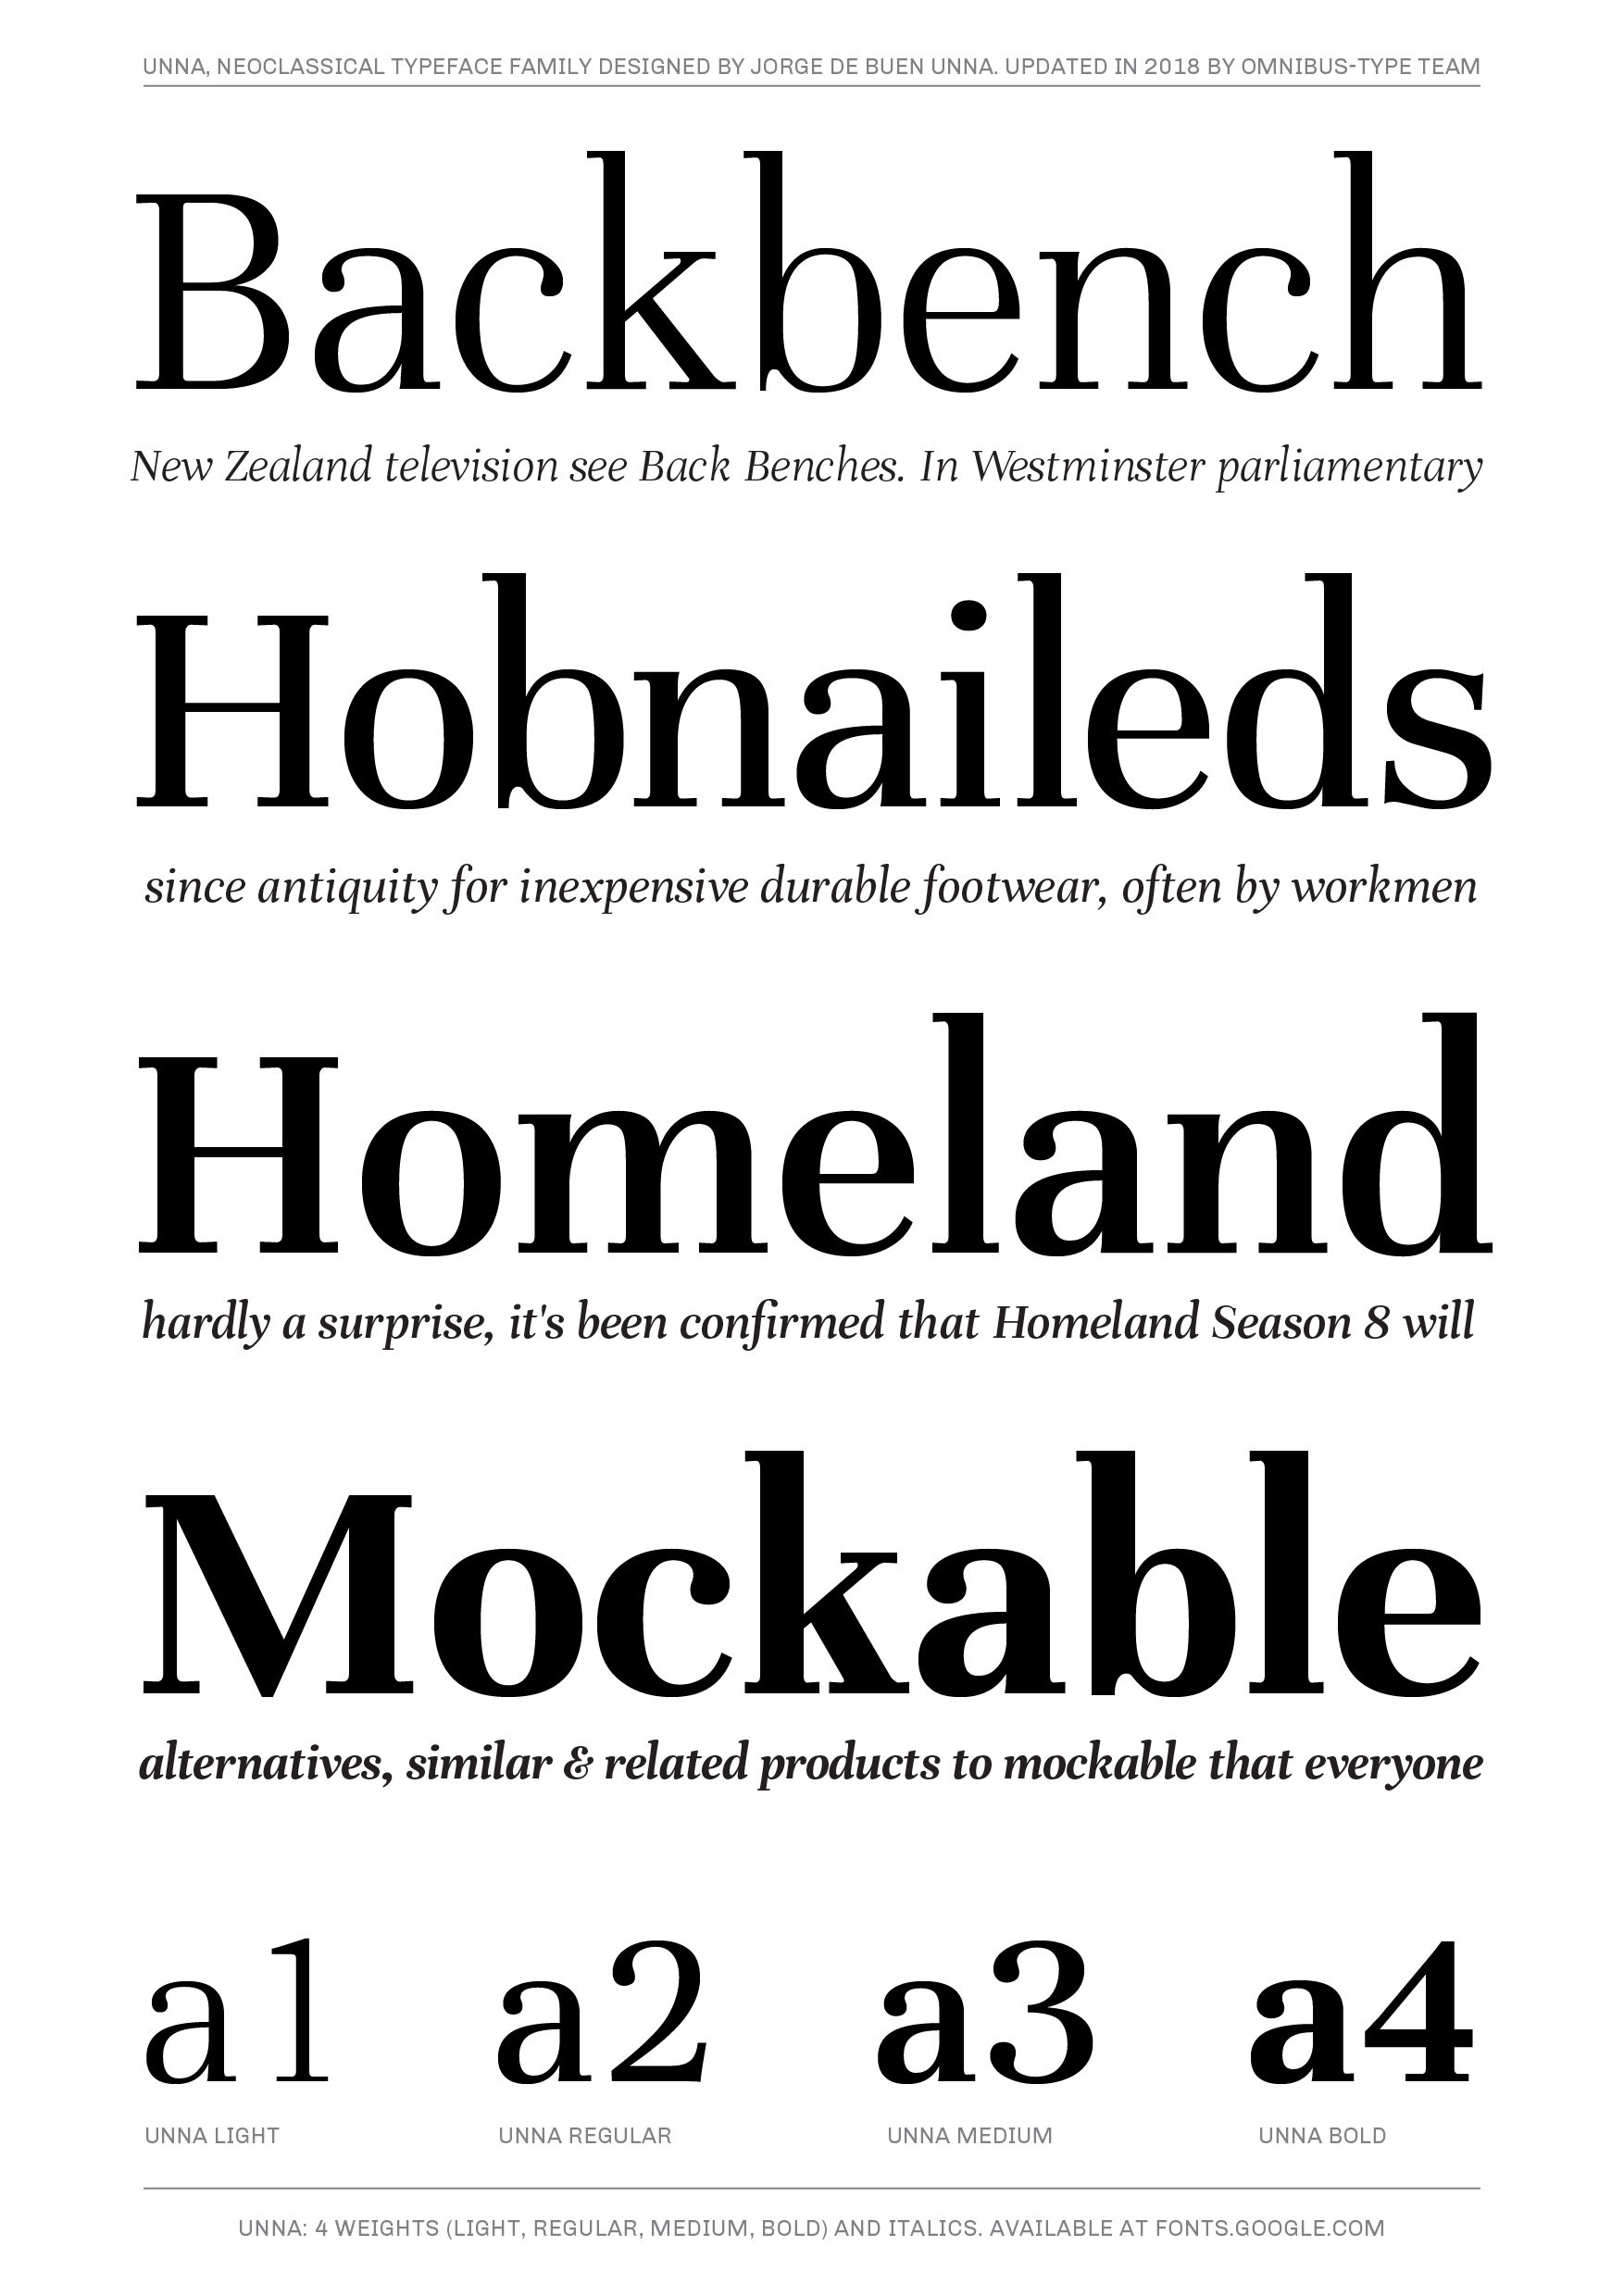 UNNA, NEOCLASSICAL TYPEFACE FAMILY DESIGNED BY JORGE DE BUEN UNNA. UPDATED IN 2018 BY OMNIBUS-TYPE TEAM
Backbench
New Zealand television see Back Benches. In Westminster parliamentary
Hobnaileds
since antiquity for inexpensive durable footwear, often by workmen
Homeland
hardly a surprise, it's been confirmed that Homeland Season 8 will
Mockable
alternatives, similar & related products to mockable that everyone
a1 a2 a3 a4
UNNA LIGHT UNNA REGULAR UNNA MEDIUM UNNA BOLD
UNNA: 4 WEIGHTS (LIGHT, REGULAR, MEDIUM, BOLD) AND ITALICS. AVAILABLE AT FONTS.GOOGLE.COM